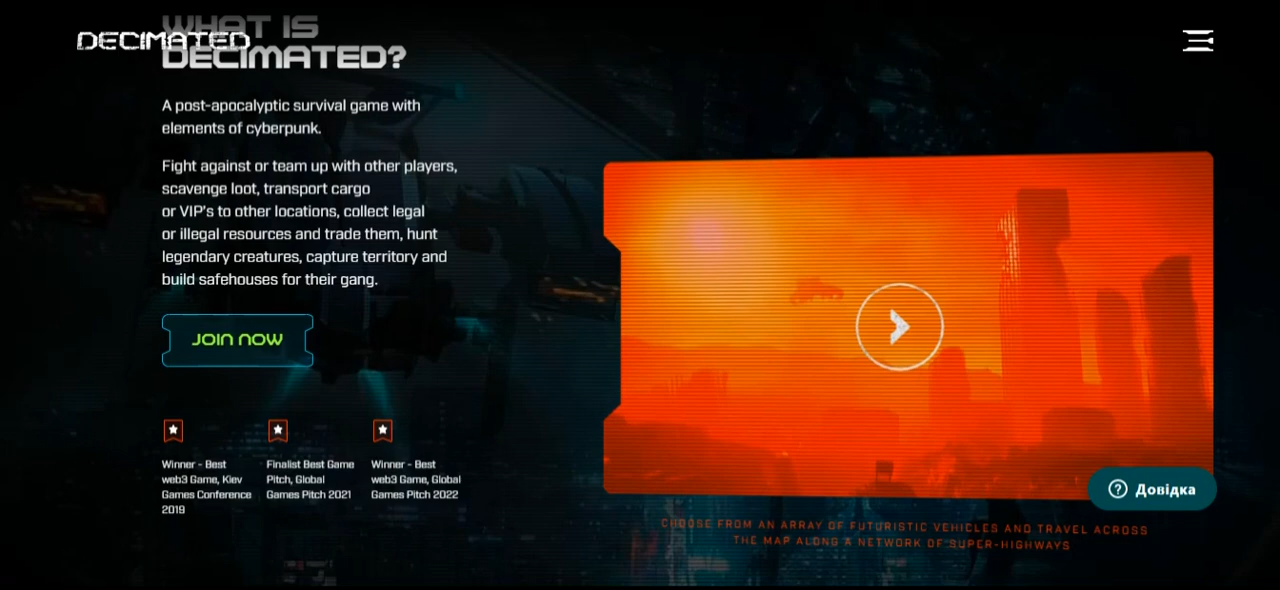 WHAT IS
DECIMATED
DECIMATED?
A post-apocalyptic survival game with
elements of cyberpunk.
Fight against or team up with other players,
scavenge loot, transport cargo
or VIP's to other locations, collect legal
or illegal resources and trade them, hunt
legendary creatures, capture territory and
build safehouses for their gang.
JOIN NOW
Winner - Best
web3 Game, Kiev
Games Conference
2019
Finalist Best Game
Pitch, Global
Games Pitch 2021
Winner - Best
web3 Game, Global
Games Pitch 2022
Довідка
CHOOSE FROM AN ARRAY OF FUTURISTIC VEHICLES AND TRAVEL ACROSS
THE MAP ALONG A NETWORK OF SUPER-HIGHWAYS